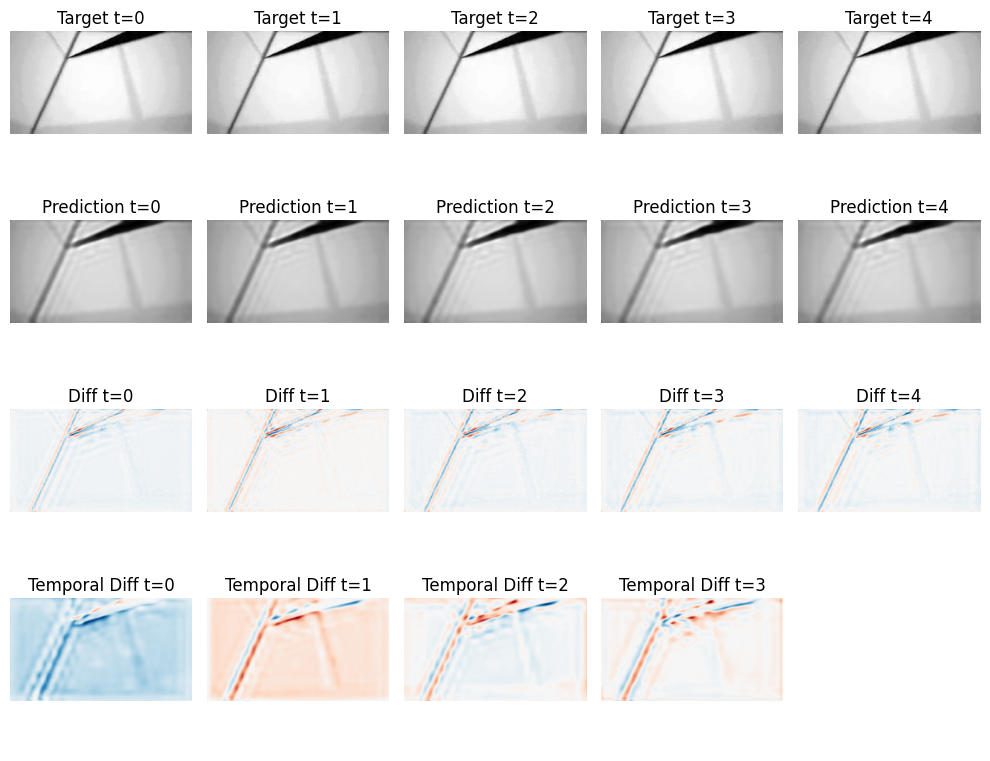 Target t=0 Target t=1 Target t=2 Target t=3 Target t=4
Prediction t=0 Prediction t=1 Prediction t=2 Prediction t=3 Prediction t=4
Diff t=0 Diff t=1 Diff t=2 Diff t=3 Diff t=4
Temporal Diff t=0 Temporal Diff t=1 Temporal Diff t=2 Temporal Diff t=3